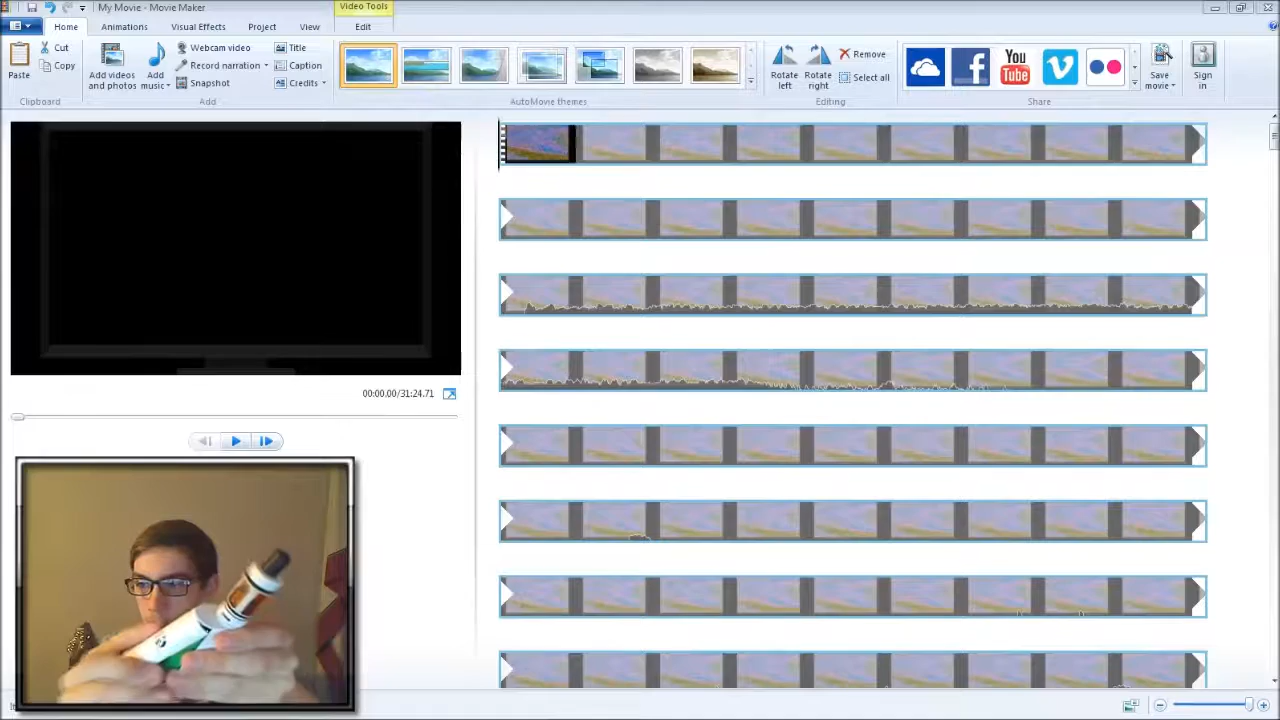 My Movie - Movie Maker
Video Tools
Home
Animations
Visual Effects
Project
View
Edit
Paste
Cut
Copy
Clipboard
Add videos
and photos
Add
music
Webcam video
Record narration
Snapshot
Title
Caption
Credits
Add
AutoMovie themes
Rotate
left
Rotate
right
Remove
Select all
Editing
You
Tube
Share
Save
movie
Sign
in
00:00.00/31:24.71